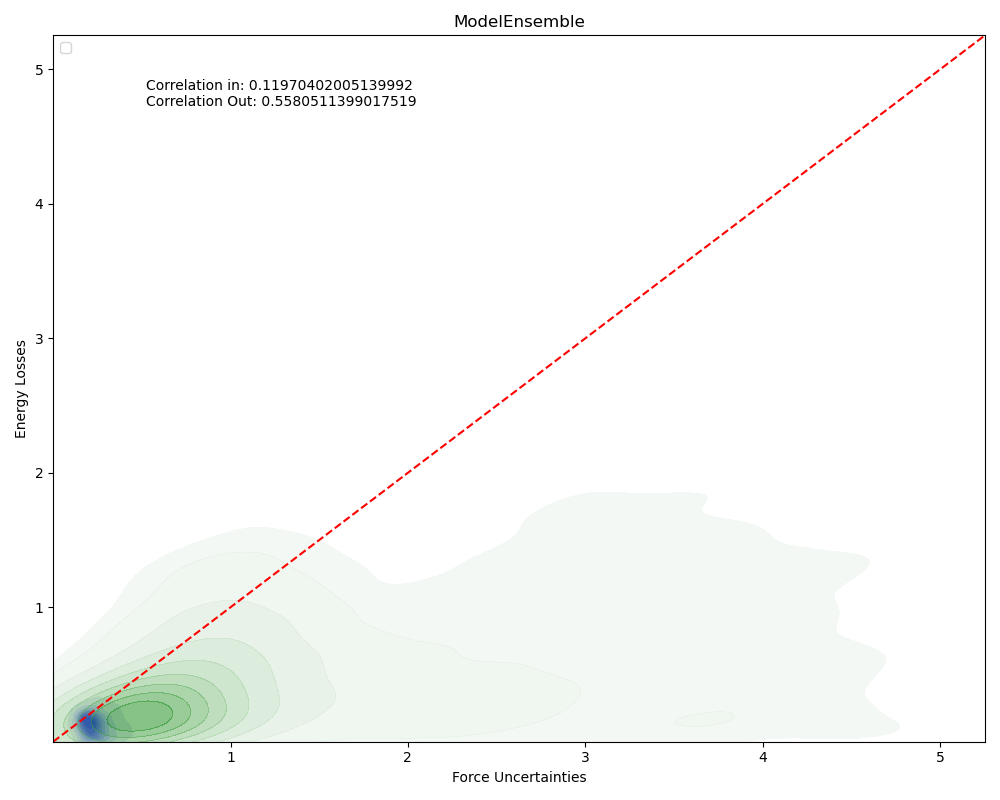 ModelEnsemble
Correlation in: 0.11970402005139992
Correlation Out: 0.5580511399017519
5
4
3
2
1
Energy Losses
1
2
3
4
5
Force Uncertainties